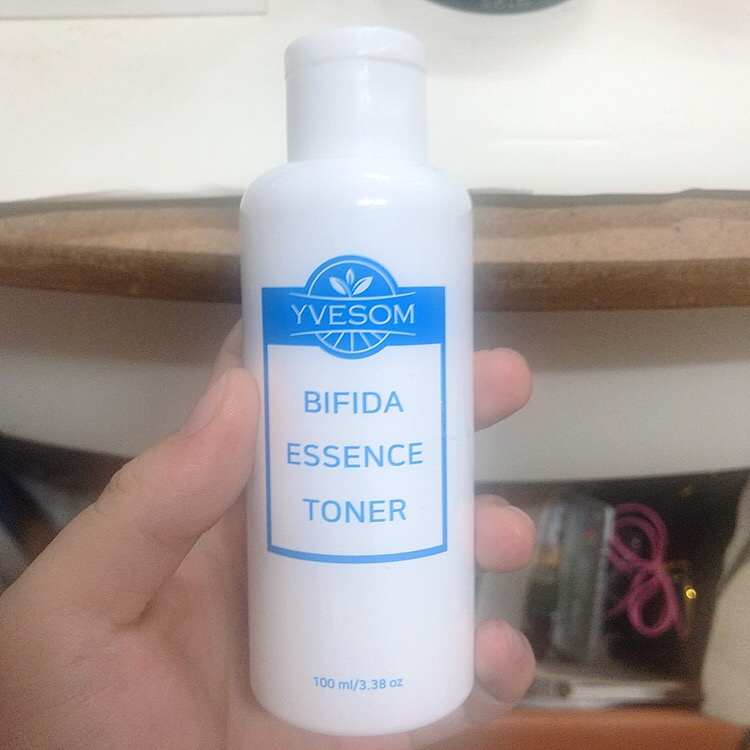 YVESOM
BIFIDA
ESSENCE
TONER
100 ml/3.38 oz